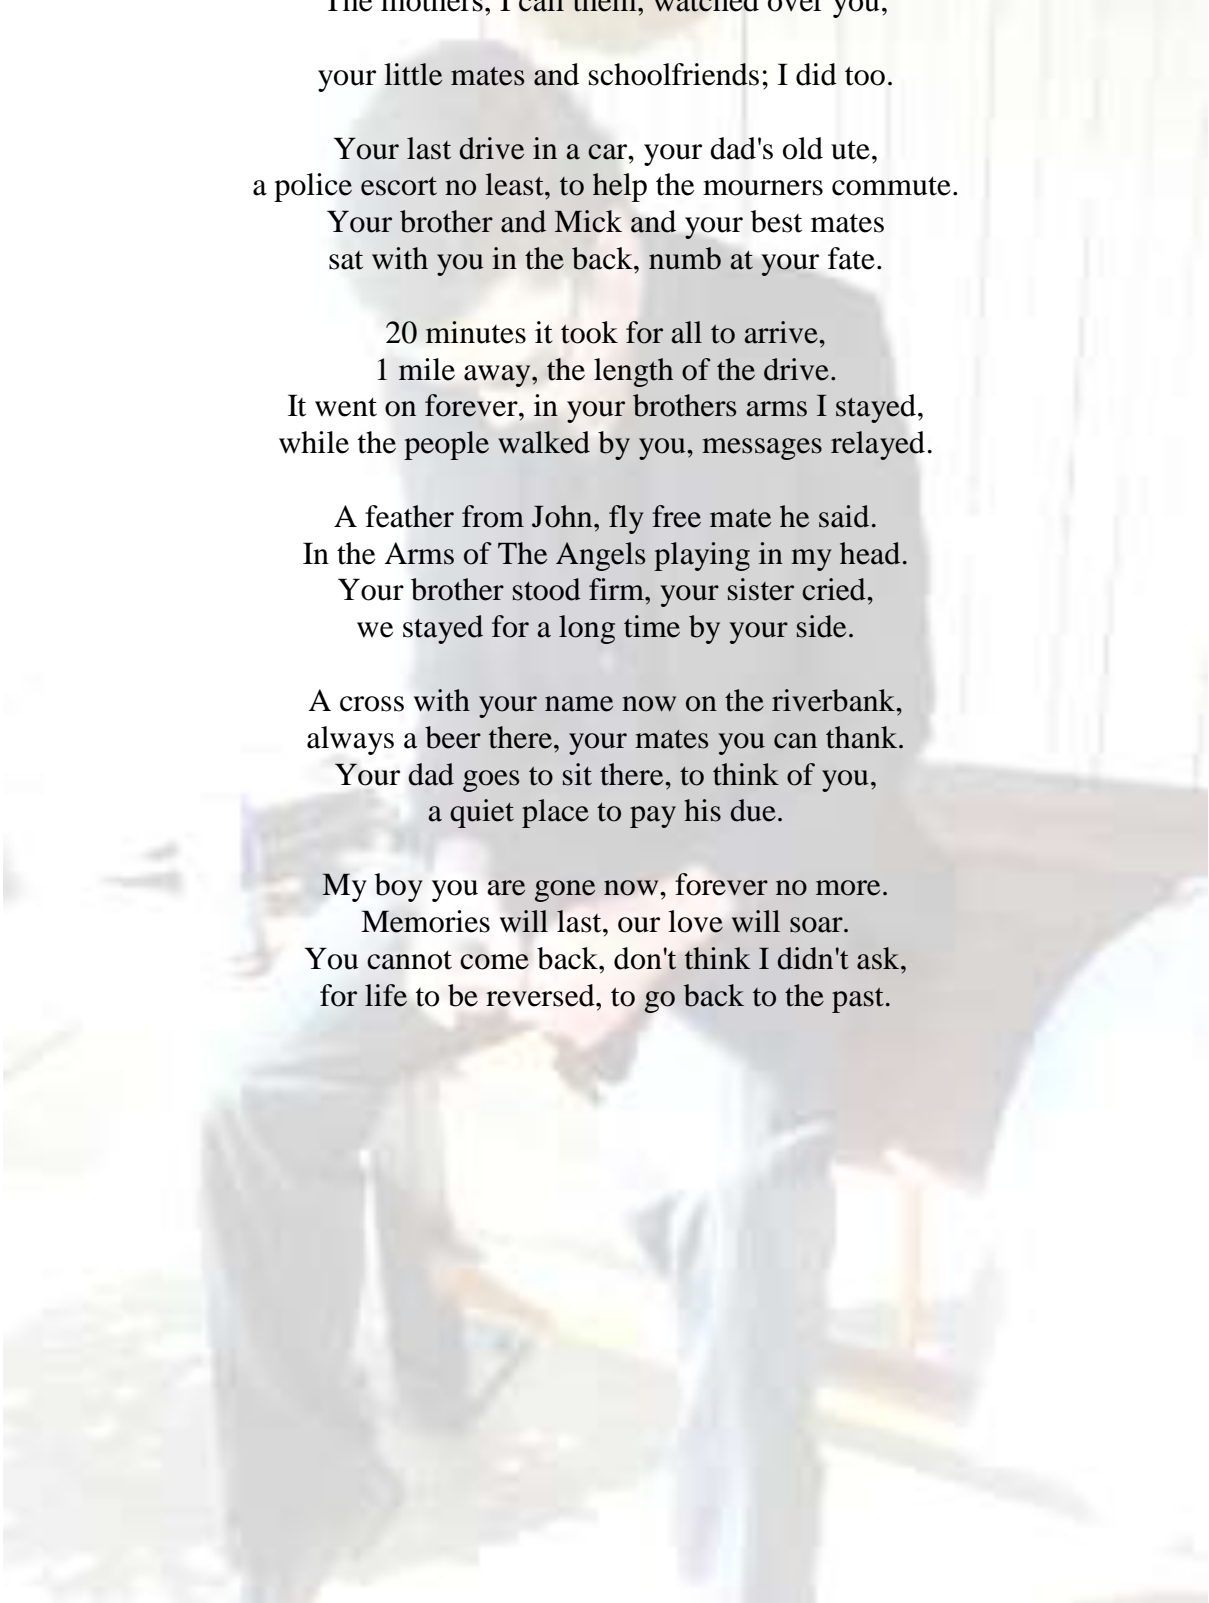 The mothers, I call them, watched over you,
your little mates and schoolfriends; I did too.
Your last drive in a car, your dad's old ute,
a police escort no least, to help the mourners commute.
Your brother and Mick and your best mates
sat with you in the back, numb at your fate.
20 minutes it took for all to arrive,
1 mile away, the length of the drive.
It went on forever, in your brothers arms I stayed,
while the people walked by you, messages relayed.
A feather from John, fly free mate he said.
In the Arms of The Angels playing in my head.
Your brother stood firm, your sister cried,
we stayed for a long time by your side.
A cross with your name now on the riverbank,
always a beer there, your mates you can thank.
Your dad goes to sit there, to think of you,
a quiet place to pay his due.
My boy you are gone now, forever no more.
Memories will last, our love will soar.
You cannot come back, don't think I didn't ask,
for life to be reversed, to go back to the past.